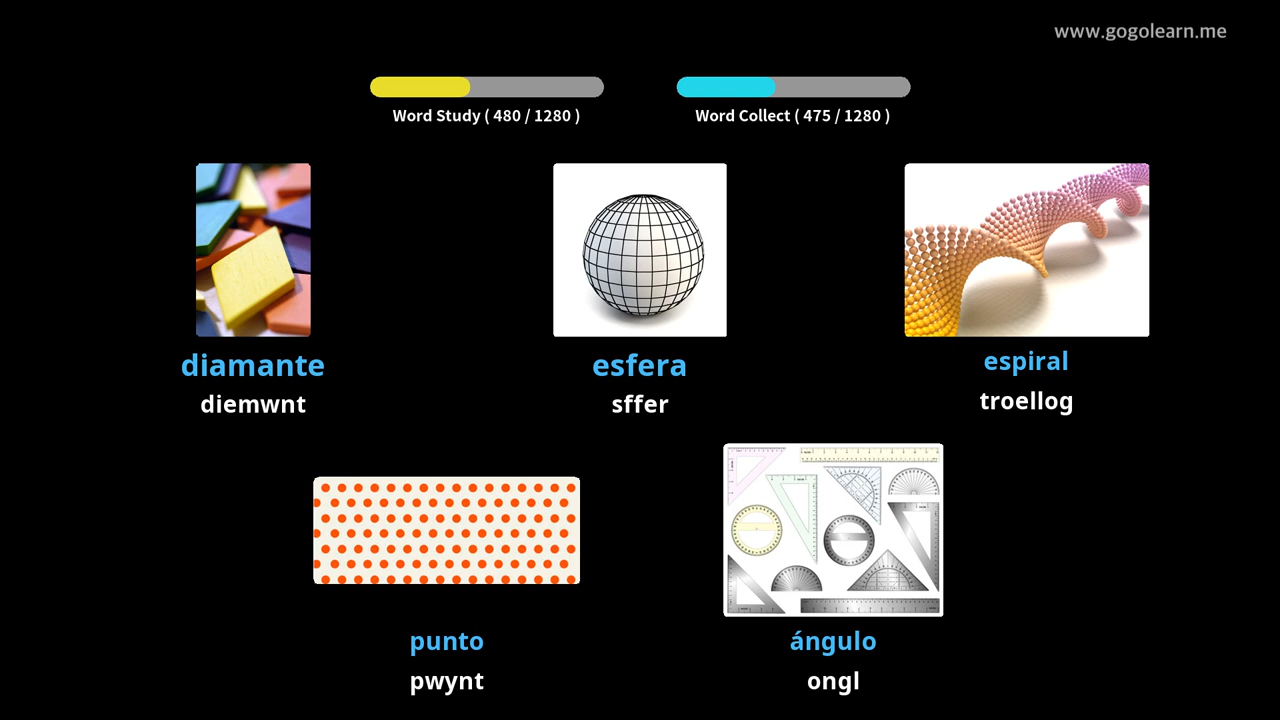 www.gogolearn.me
Word Study ( 480 / 1280 )
Word Collect ( 475 / 1280 )
diamante
diemwnt
esfera
sffer
espiral
troellog
punto
pwynt
ángulo
ongl